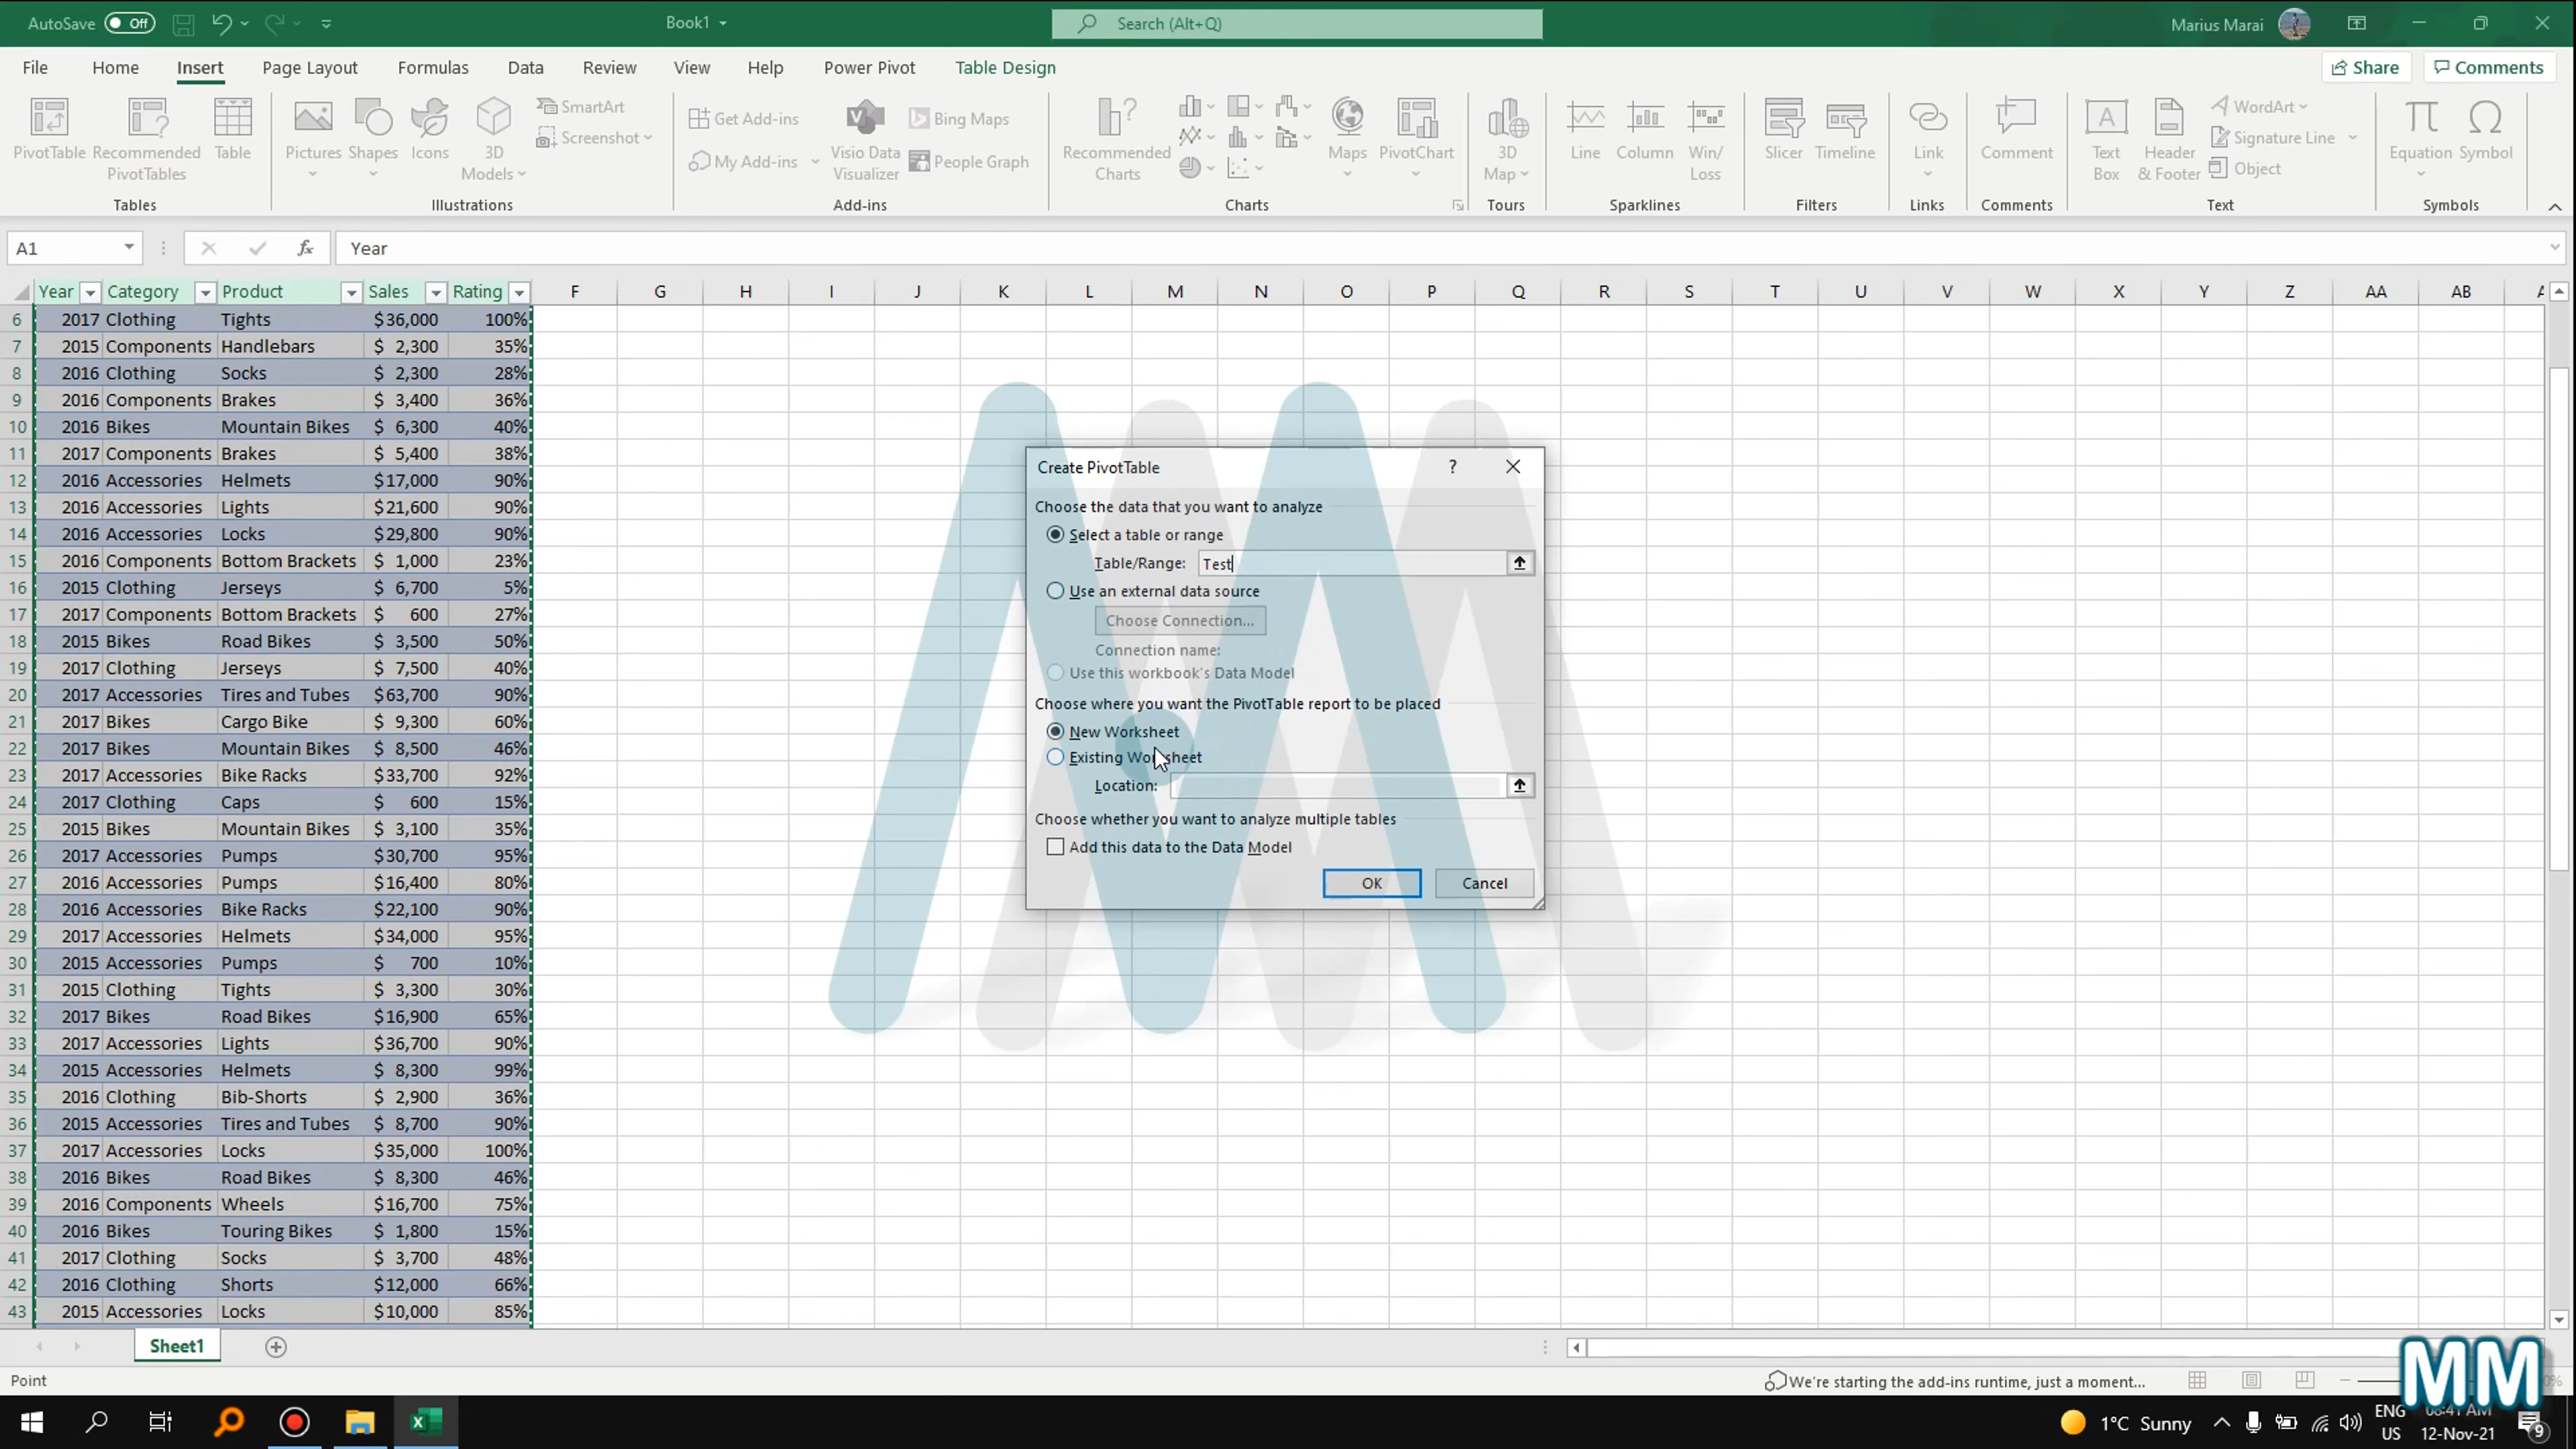 AutoSave Off Book1 Search (Alt+Q) Marius Marai
File Home Insert Page Layout Formulas Data Review View Help Power Pivot Table Design Share Comments
PivotTable Recommended PivotTables Table
Tables
Pictures Shapes Icons 3D Models SmartArt Screenshot
Illustrations
Get Add-ins My Add-ins Visio Data Visualizer Bing Maps People Graph
Add-ins
Recommended Charts Maps PivotChart
Charts
3D Map
Tours
Line Column Win/Loss
Sparklines
Slicer Timeline
Filters
Link
Links
Comment
Comments
Text Box Header & Footer WordArt Signature Line Object
Text
Equation Symbol
Symbols
A1 fx Year
Year Category Product Sales Rating F G H I J K L M N O P Q R S T U V W X Y Z AA AB
6 2017 Clothing Tights $36,000 100%
7 2015 Components Handlebars $ 2,300 35%
8 2016 Clothing Socks $ 2,300 28%
9 2016 Components Brakes $ 3,400 36%
10 2016 Bikes Mountain Bikes $ 6,300 40%
11 2017 Components Brakes $ 5,400 38%
12 2016 Accessories Helmets $17,000 90%
13 2016 Accessories Lights $21,600 90%
14 2016 Accessories Locks $29,800 90%
15 2016 Components Bottom Brackets $ 1,000 23%
16 2015 Clothing Jerseys $ 6,700 5%
17 2017 Components Bottom Brackets $ 600 27%
18 2015 Bikes Road Bikes $ 3,500 50%
19 2017 Clothing Jerseys $ 7,500 40%
20 2017 Accessories Tires and Tubes $63,700 90%
21 2017 Bikes Cargo Bike $ 9,300 60%
22 2017 Bikes Mountain Bikes $ 8,500 46%
23 2017 Accessories Bike Racks $33,700 92%
24 2017 Clothing Caps $ 600 15%
25 2015 Bikes Mountain Bikes $ 3,100 35%
26 2017 Accessories Pumps $30,700 95%
27 2016 Accessories Pumps $16,400 80%
28 2016 Accessories Bike Racks $22,100 90%
29 2017 Accessories Helmets $34,000 95%
30 2015 Accessories Pumps $ 700 10%
31 2015 Clothing Tights $ 3,300 30%
32 2017 Bikes Road Bikes $16,900 65%
33 2017 Accessories Lights $36,700 90%
34 2015 Accessories Helmets $ 8,300 99%
35 2016 Clothing Bib-Shorts $ 2,900 36%
36 2015 Accessories Tires and Tubes $ 8,700 90%
37 2017 Accessories Locks $35,000 100%
38 2016 Bikes Road Bikes $ 8,300 46%
39 2016 Components Wheels $16,700 75%
40 2016 Bikes Touring Bikes $ 1,800 15%
41 2017 Clothing Socks $ 3,700 48%
42 2016 Clothing Shorts $12,000 66%
43 2015 Accessories Locks $10,000 85%
Create PivotTable ?
Choose the data that you want to analyze
Select a table or range
Table/Range: Test
Use an external data source
Choose Connection...
Connection name:
Use this workbook's Data Model
Choose where you want the PivotTable report to be placed
New Worksheet
Existing Worksheet
Location:
Choose whether you want to analyze multiple tables
Add this data to the Data Model
OK Cancel
Sheet1
Point We're starting the add-ins runtime, just a moment...
MM
1°C Sunny ENG US 12-Nov-21 9